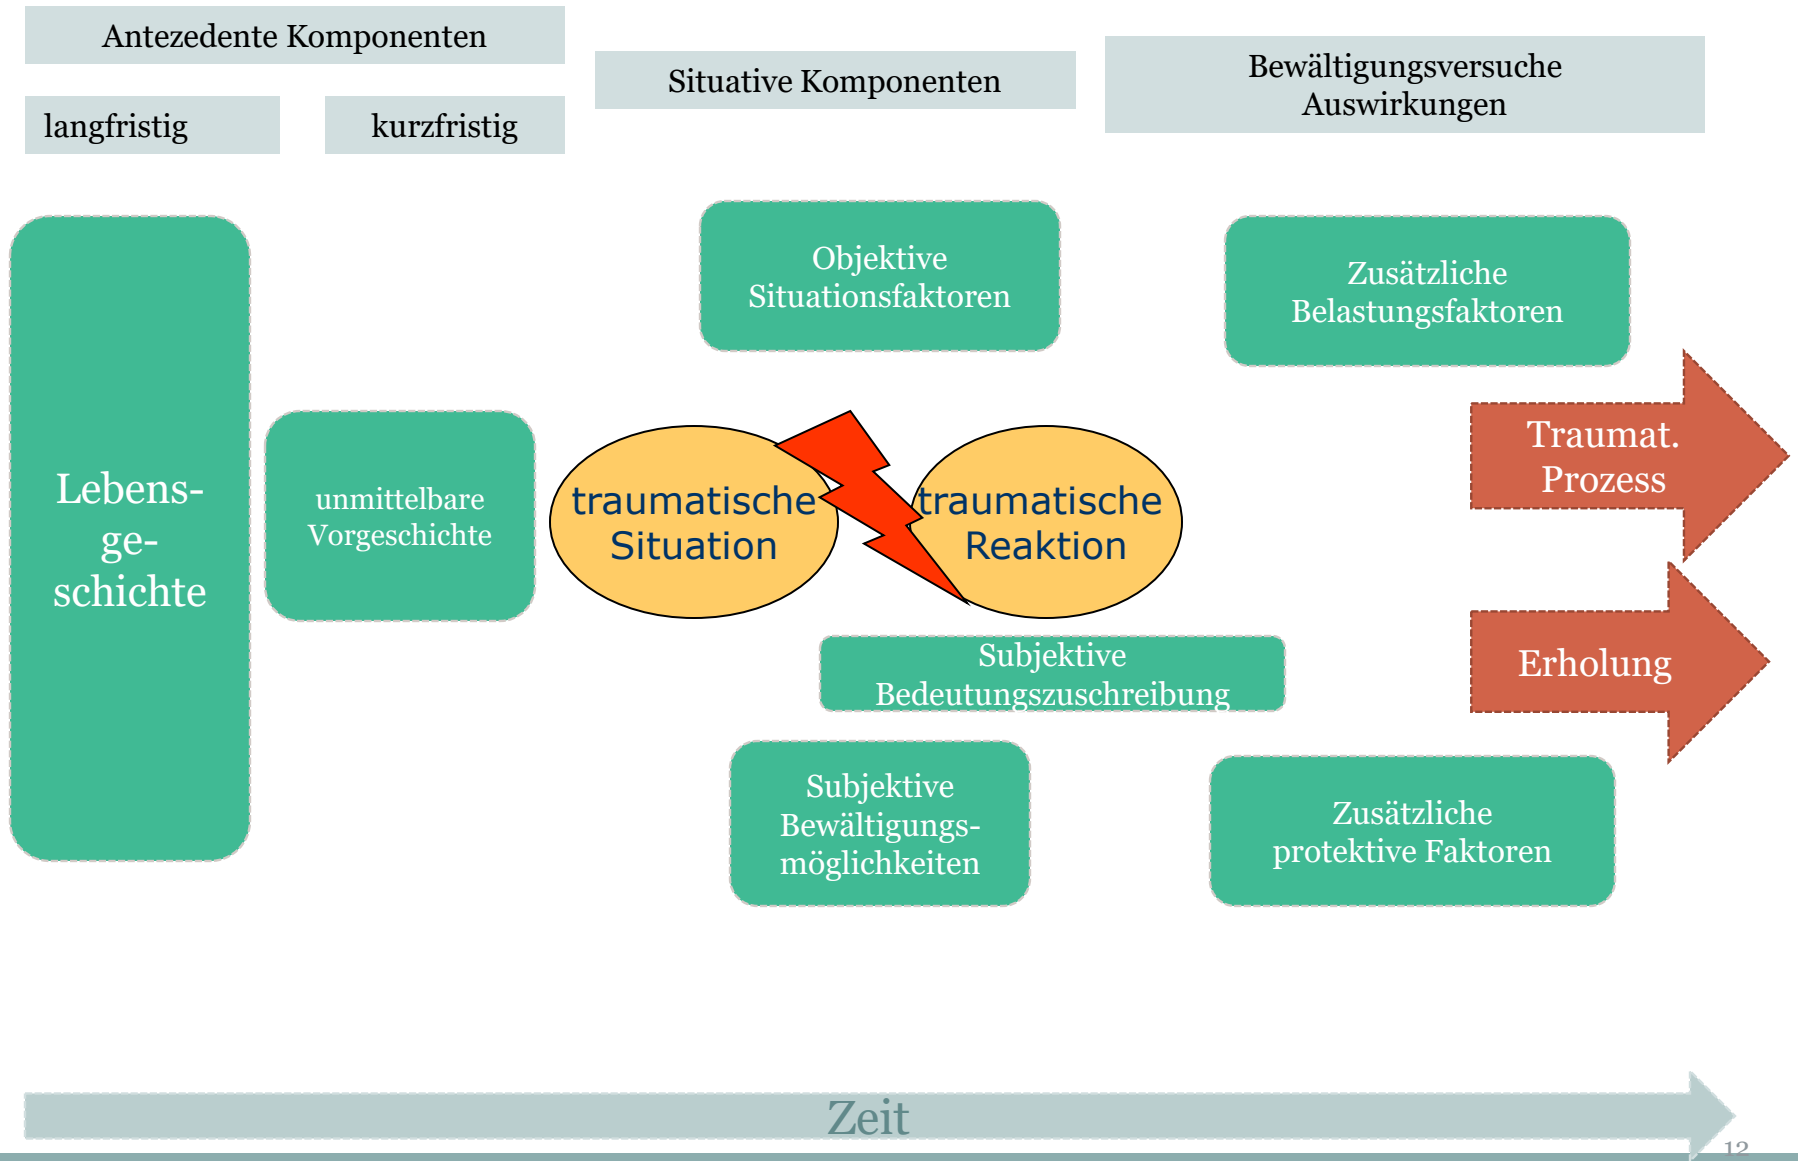 Antezedente Komponenten
langfristig
kurzfristig
Situative Komponenten
Bewältigungsversuche
Auswirkungen
Lebens-
ge-
schichte
unmittelbare
Vorgeschichte
Objektive
Situationsfaktoren
traumatische
Situation
traumatische
Reaktion
Subjektive
Bedeutungszuschreibung
Subjektive
Bewältigungs-
möglichkeiten
Zusätzliche
Belastungsfaktoren
Traumat.
Prozess
Erholung
Zusätzliche
protektive Faktoren
Zeit
12